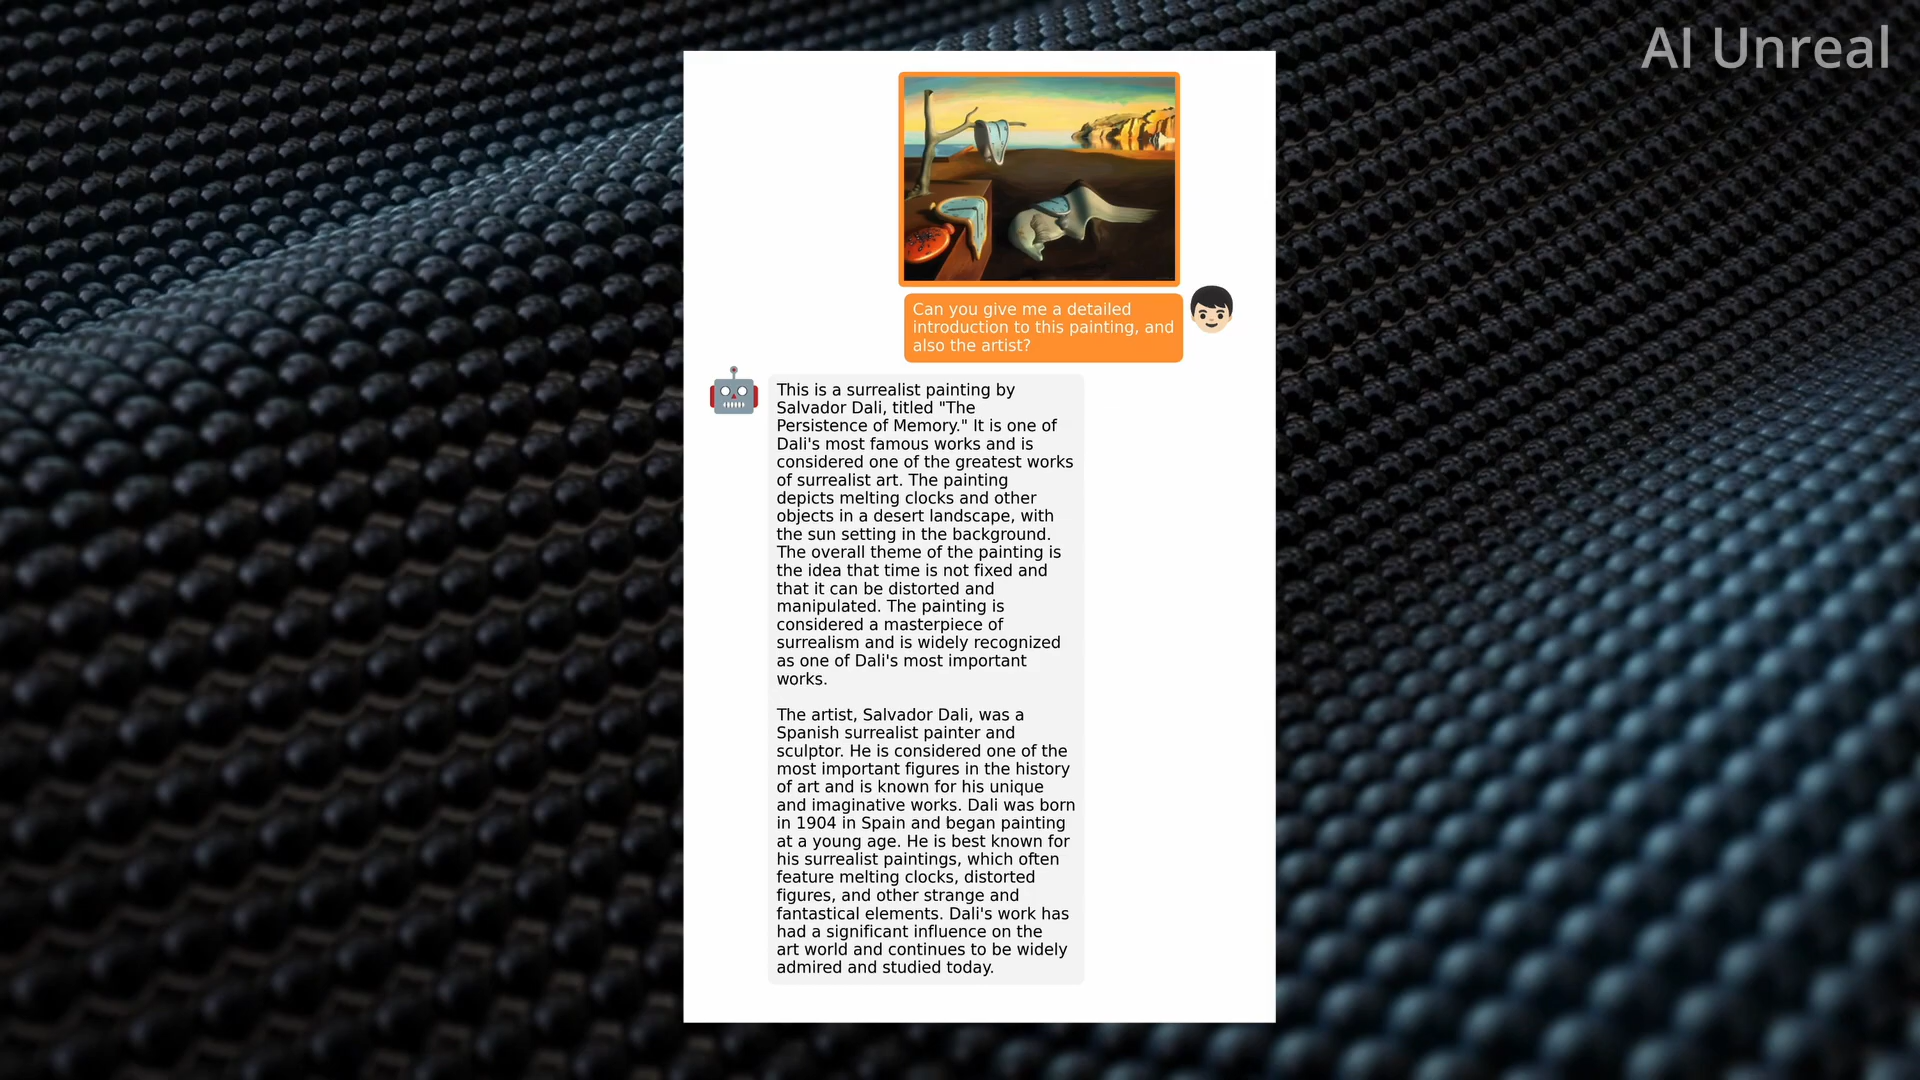 AI Unreal
Can you give me a detailed
introduction to this painting, and
also the artist?
This is a surrealist painting by
Salvador Dali, titled "The
Persistence of Memory." It is one of
Dali's most famous works and is
considered one of the greatest works
of surrealist art. The painting
depicts melting clocks and other
objects in a desert landscape, with
the sun setting in the background.
The overall theme of the painting is
the idea that time is not fixed and
that it can be distorted and
manipulated. The painting is
considered a masterpiece of
surrealism and is widely recognized
as one of Dali's most important
works.
The artist, Salvador Dali, was a
Spanish surrealist painter and
sculptor. He is considered one of the
most important figures in the history
of art and is known for his unique
and imaginative works. Dali was born
in 1904 in Spain and began painting
at a young age. He is best known for
his surrealist paintings, which often
feature melting clocks, distorted
figures, and other strange and
fantastical elements. Dali's work has
had a significant influence on the
art world and continues to be widely
admired and studied today.